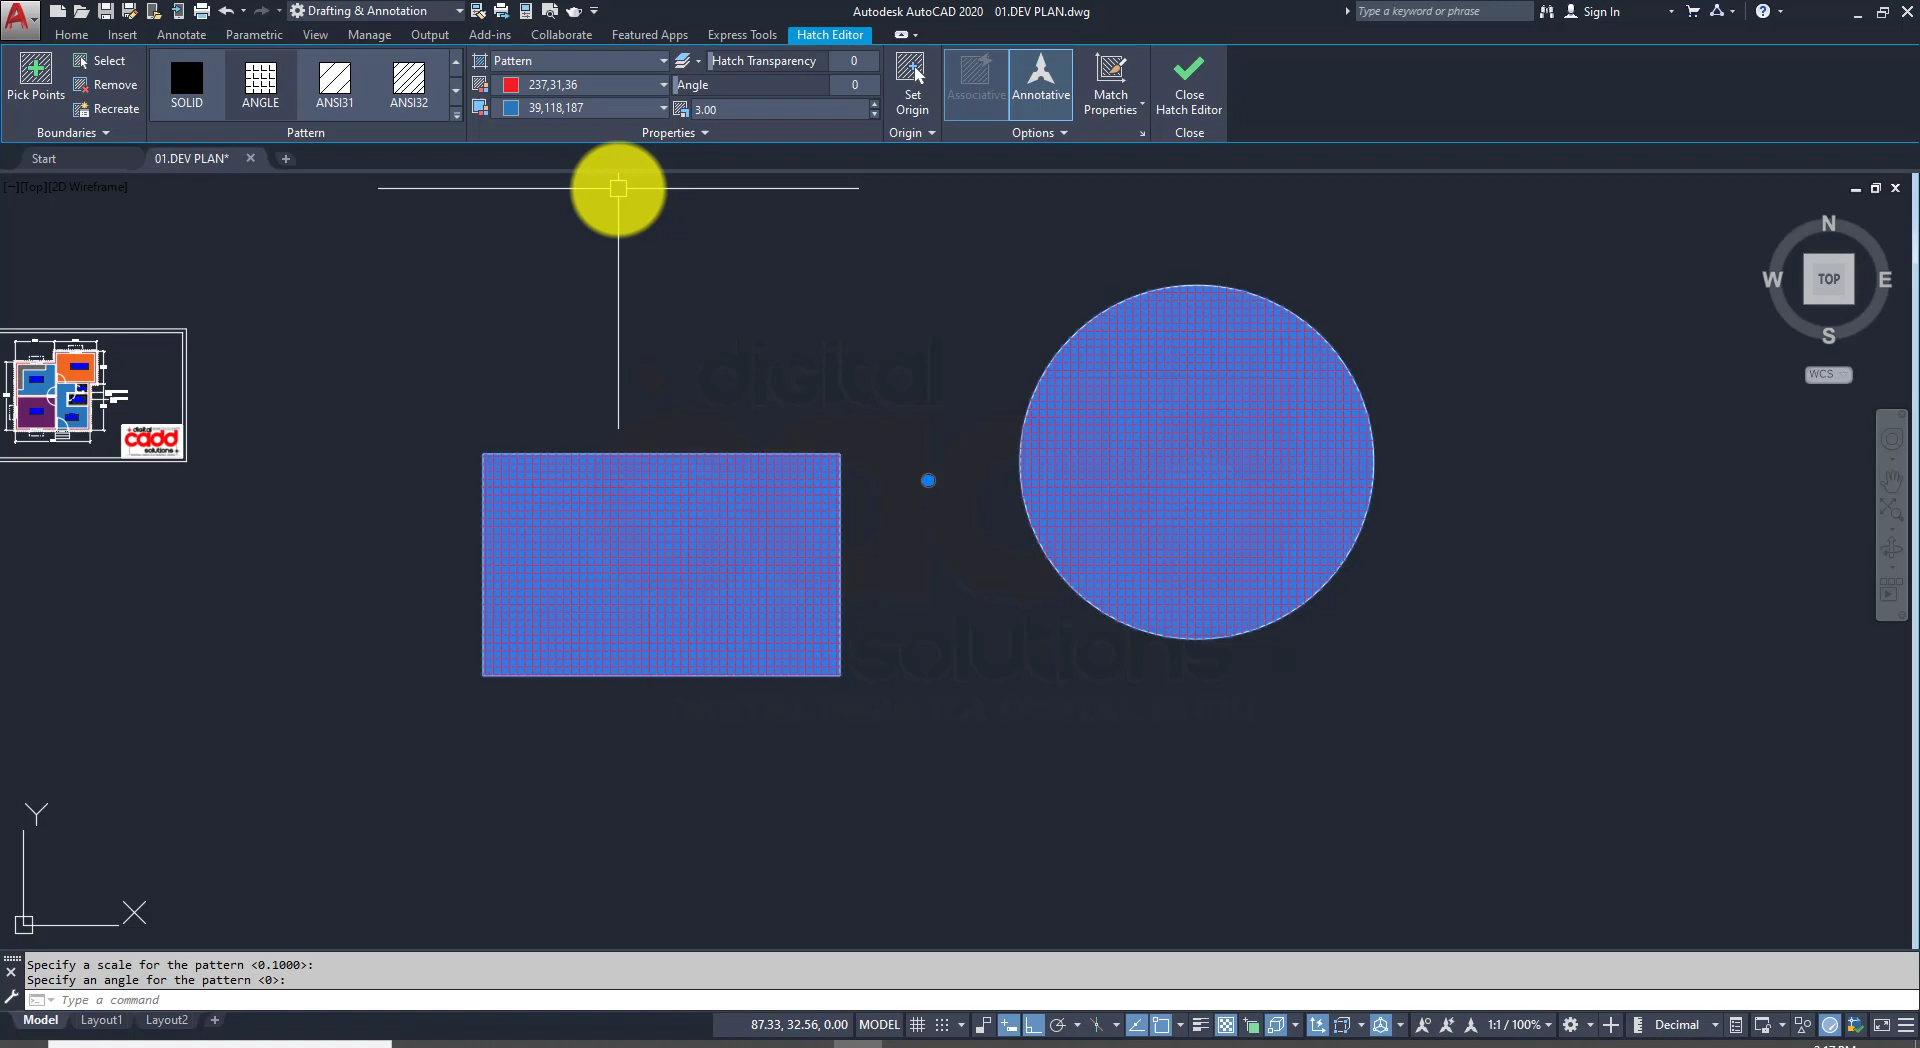 Drafting & Annotation
Autodesk AutoCAD 2020 01.DEV PLAN.dwg
Type a keyword or phrase
Sign In
Home Insert Annotate Parametric View Manage Output Add-ins Collaborate Featured Apps Express Tools Hatch Editor
Pick Points
Select
Remove
Recreate
Boundaries
SOLID
ANGLE
ANSI31
ANSI32
Pattern
Pattern
237,31,36
39,118,187
Hatch Transparency 0
Angle 0
3.00
Properties
Set
Origin
Origin
Associative
Annotative
Match
Properties
Options
Close
Hatch Editor
Close
Start
01.DEV PLAN*
[−][Top][2D Wireframe]
N
W
TOP
E
S
WCS
digital
cadd
solutions
digital
solutions
Y
X
Specify a scale for the pattern <0.1000>:
Specify an angle for the pattern <0>:
Type a command
Model Layout1 Layout2
87.33, 32.56, 0.00 MODEL
1:1 / 100%
Decimal